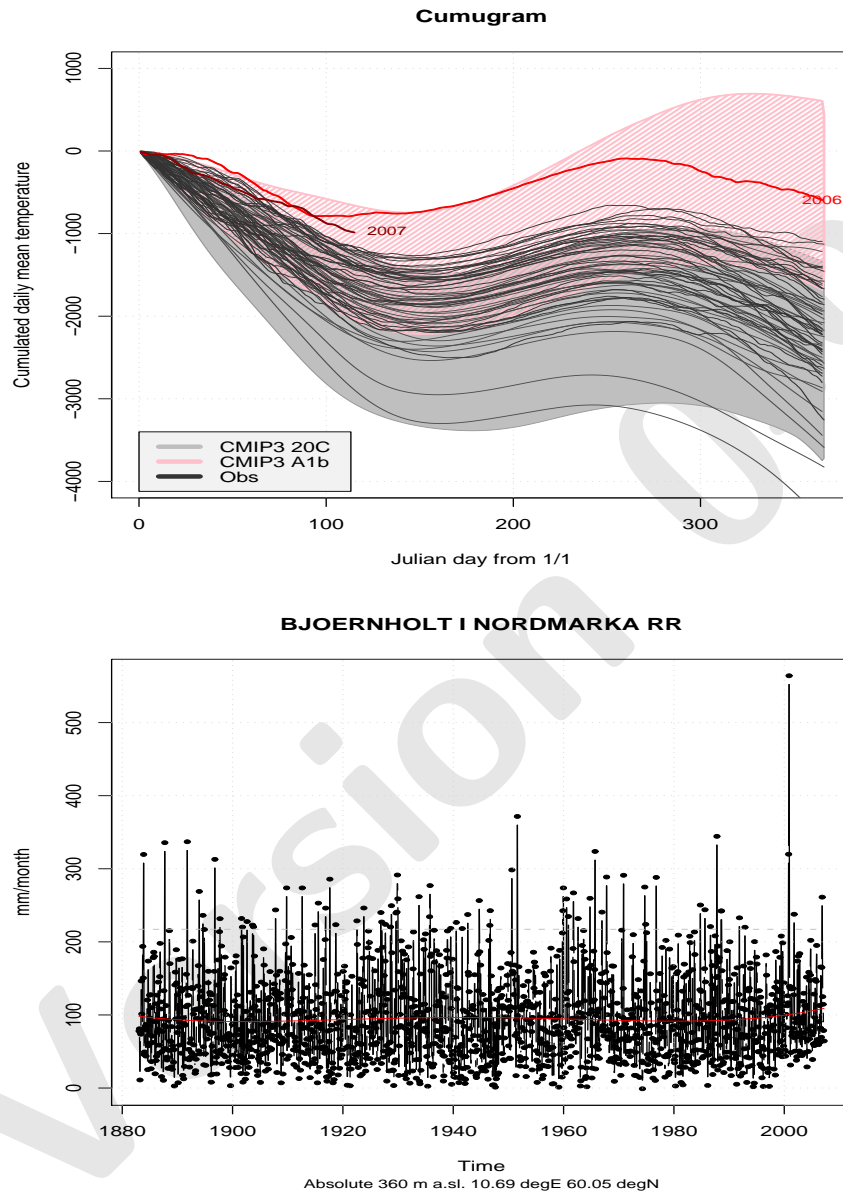 Cumugram
Cumulated daily mean temperature
1000
0
−1000
−2000
−3000
−4000
2006
2007
CMIP3 20C
CMIP3 A1b
Obs
0
100
200
300
Julian day from 1/1
BJOERNHOLT I NORDMARKA RR
mm/month
500
400
300
200
100
0
1880
1900
1920
1940
1960
1980
2000
Time
Absolute 360 m a.sl. 10.69 degE 60.05 degN
Version 0